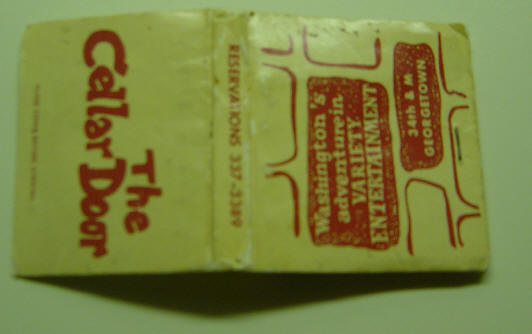 The
Cellar Door
RESERVATIONS 337-3389
34th & M
GEORGETOWN
Washington's
adventure in
VARIETY
ENTERTAINMENT